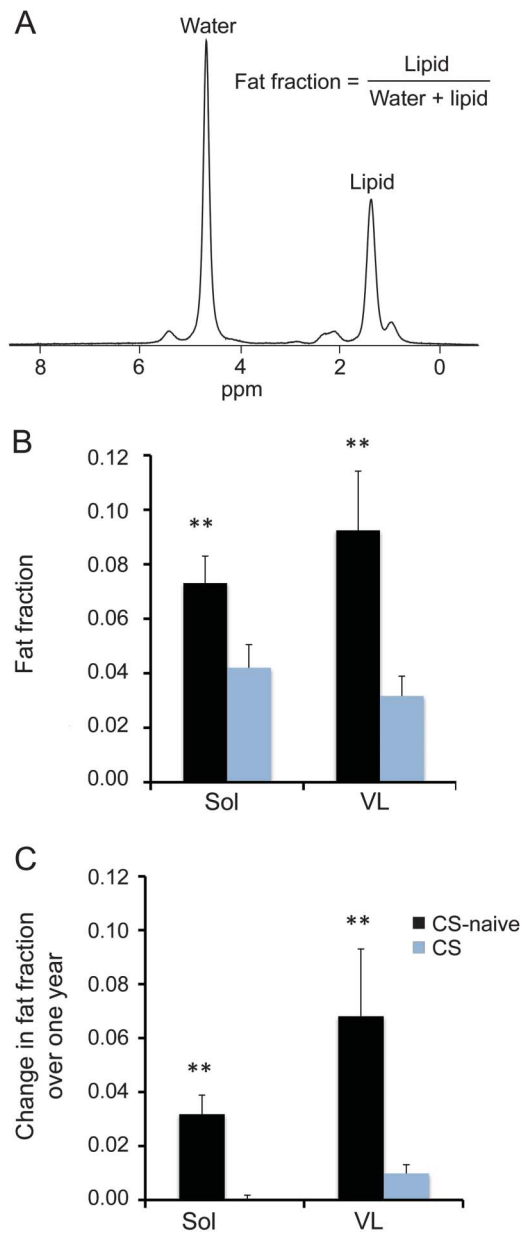 A
Water
Fat fraction = Lipid
Water + lipid
Lipid
8 6 4 2 0
ppm
B
Fat fraction
0.12
0.10
0.08
0.06
0.04
0.02
0.00
**
**
Sol VL
C
Change in fat fraction
over one year
0.12
0.10
0.08
0.06
0.04
0.02
0.00
**
**
CS-naive
CS
Sol VL